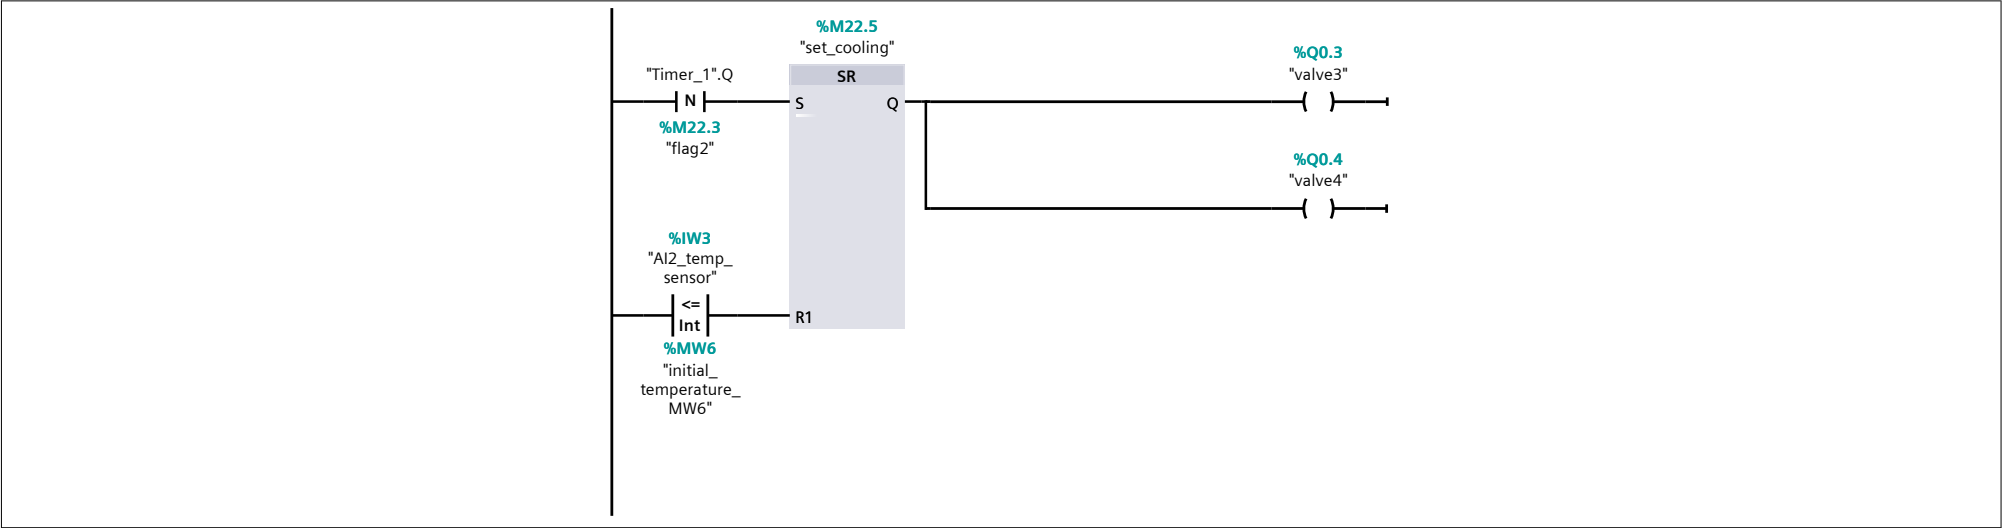 %M22.5
"set_cooling"
SR
"Timer_1".Q
N
%M22.3
"flag2"
S
Q
%Q0.3
"valve3"
%Q0.4
"valve4"
%IW3
"AI2_temp_
sensor"
<=
Int
%MW6
"initial_
temperature_
MW6"
R1